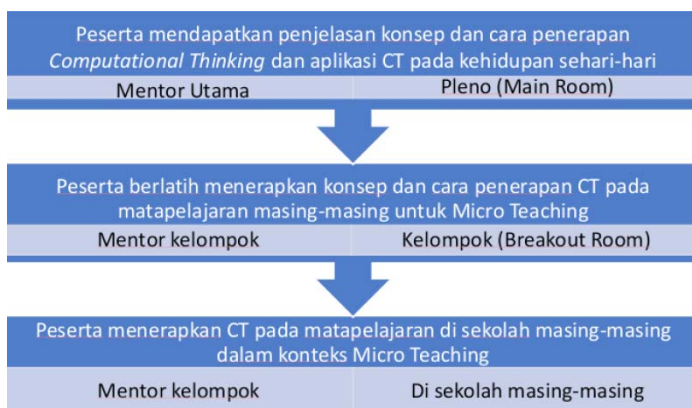 Peserta mendapatkan penjelasan konsep dan cara penerapan
Computational Thinking dan aplikasi CT pada kehidupan sehari-hari
Mentor Utama
Pleno (Main Room)
Peserta berlatih menerapkan konsep dan cara penerapan CT pada
matapelajaran masing-masing untuk Micro Teaching
Mentor kelompok
Kelompok (Breakout Room)
Peserta menerapkan CT pada matapelajaran di sekolah masing-masing
dalam konteks Micro Teaching
Mentor kelompok
Di sekolah masing-masing